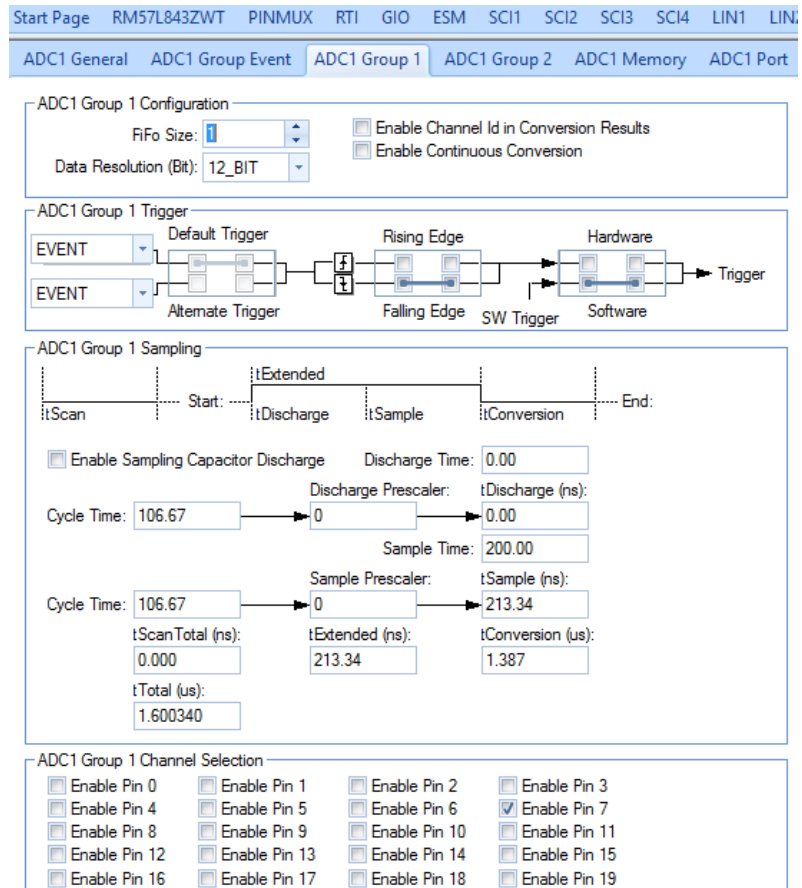 Start Page RM57L843ZWT PINMUX RTI GIO ESM SCI1 SCI2 SCI3 SCI4 LIN1 LIN2
ADC1 General ADC1 Group Event ADC1 Group 1 ADC1 Group 2 ADC1 Memory ADC1 Port
ADC1 Group 1 Configuration
FiFo Size: 1 Enable Channel Id in Conversion Results
Enable Continuous Conversion
Data Resolution (Bit): 12_BIT
ADC1 Group 1 Trigger
Default Trigger Rising Edge Hardware
EVENT
Trigger
EVENT
Alternate Trigger Falling Edge SW Trigger Software
ADC1 Group 1 Sampling
tExtended
Start: End:
tScan tDischarge tSample tConversion
Enable Sampling Capacitor Discharge Discharge Time: 0.00
Discharge Prescaler: tDischarge (ns):
Cycle Time: 106.67 0 0.00
Sample Time: 200.00
Sample Prescaler: tSample (ns):
Cycle Time: 106.67 0 213.34
tScanTotal (ns): tExtended (ns): tConversion (us):
0.000 213.34 1.387
tTotal (us):
1.600340
ADC1 Group 1 Channel Selection
Enable Pin 0 Enable Pin 1 Enable Pin 2 Enable Pin 3
Enable Pin 4 Enable Pin 5 Enable Pin 6 Enable Pin 7
Enable Pin 8 Enable Pin 9 Enable Pin 10 Enable Pin 11
Enable Pin 12 Enable Pin 13 Enable Pin 14 Enable Pin 15
Enable Pin 16 Enable Pin 17 Enable Pin 18 Enable Pin 19